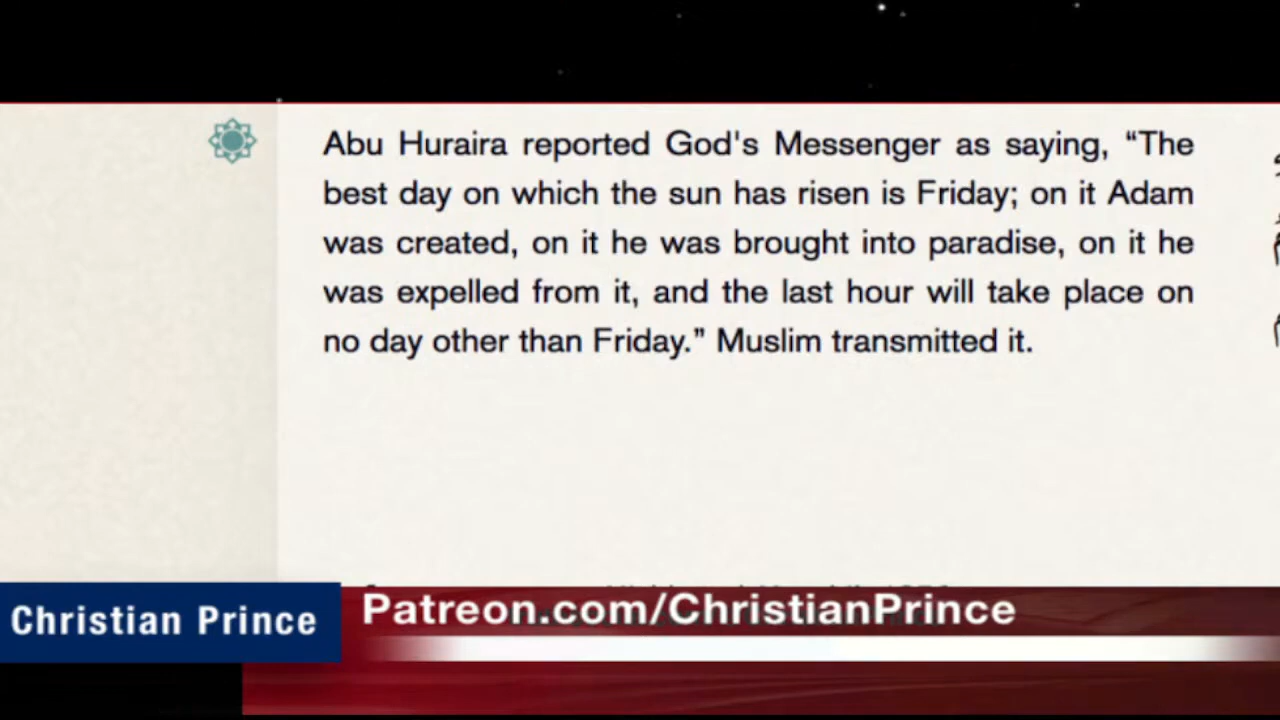 Abu Huraira reported God's Messenger as saying, “The
best day on which the sun has risen is Friday; on it Adam
was created, on it he was brought into paradise, on it he
was expelled from it, and the last hour will take place on
no day other than Friday.” Muslim transmitted it.
Christian Prince
Patreon.com/ChristianPrince